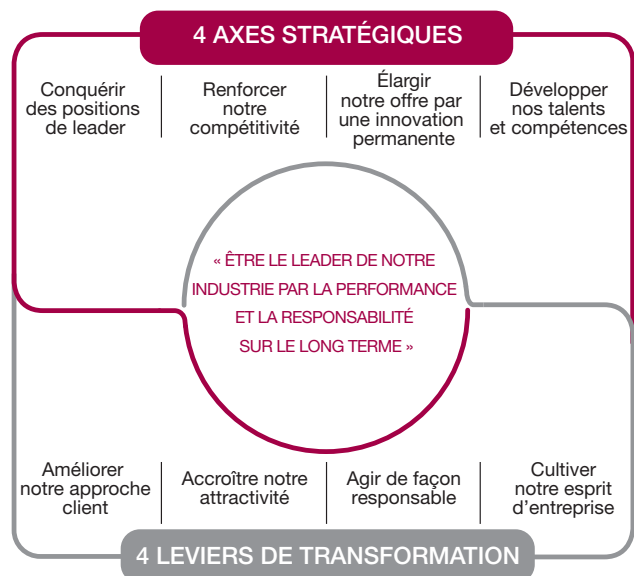 4 AXES STRATÉGIQUES
Conquérir
des positions
de leader
Renforcer
notre
compétitivité
Élargir
notre offre par
une innovation
permanente
Développer
nos talents
et compétences
« ÊTRE LE LEADER DE NOTRE
INDUSTRIE PAR LA PERFORMANCE
ET LA RESPONSABILITÉ
SUR LE LONG TERME »
Améliorer
notre approche
client
Accroître notre
attractivité
Agir de façon
responsable
Cultiver
notre esprit
d’entreprise
4 LEVIERS DE TRANSFORMATION